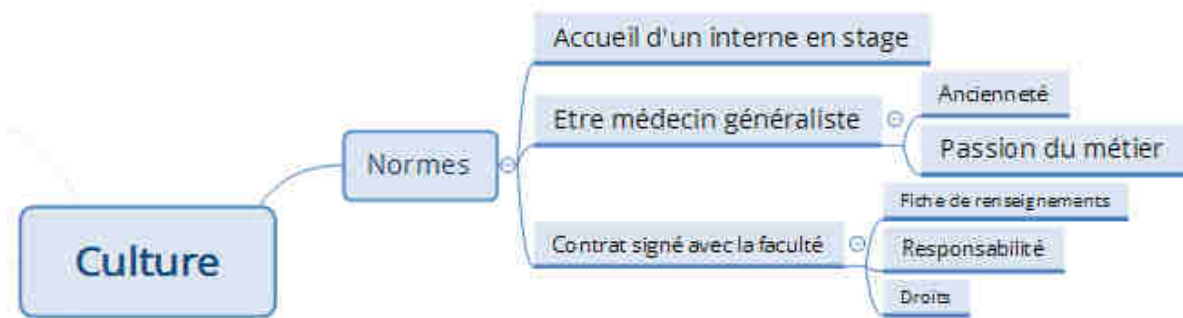 Culture
Normes
Accueil d'un interne en stage
Etre médecin généraliste
Ancienneté
Passion du métier
Contrat signé avec la faculté
Fiche de renseignements
Responsabilité
Droits